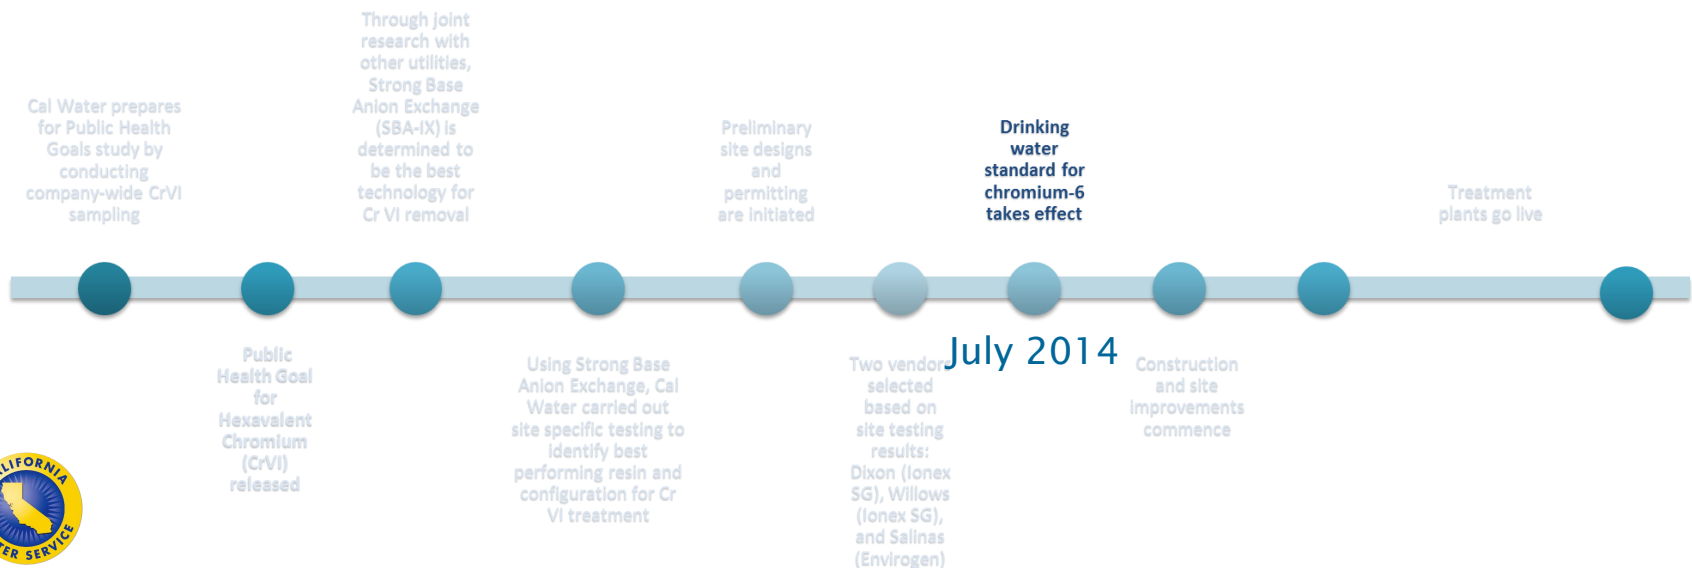 Cal Water prepares
for Public Health
Goals study by
conducting
company-wide CrVI
sampling
Public
Health Goal
for
Hexavalent
Chromium
(CrVI)
released
Through joint
research with
other utilities,
Strong Base
Anion Exchange
(SBA-IX) is
determined to
be the best
technology for
Cr VI removal
Using Strong Base
Anion Exchange, Cal
Water carried out
site specific testing to
identify best
performing resin and
configuration for Cr
VI treatment
Preliminary
site designs
and
permitting
are initiated
Two vendors
selected
based on
site testing
results:
Dixon (Ionex
SG), Willows
(Ionex SG),
and Salinas
(Envirogen)
Drinking
water
standard for
chromium-6
takes effect
July 2014
Construction
and site
improvements
commence
Treatment
plants go live
ALIFORNIA
TER SERVICE